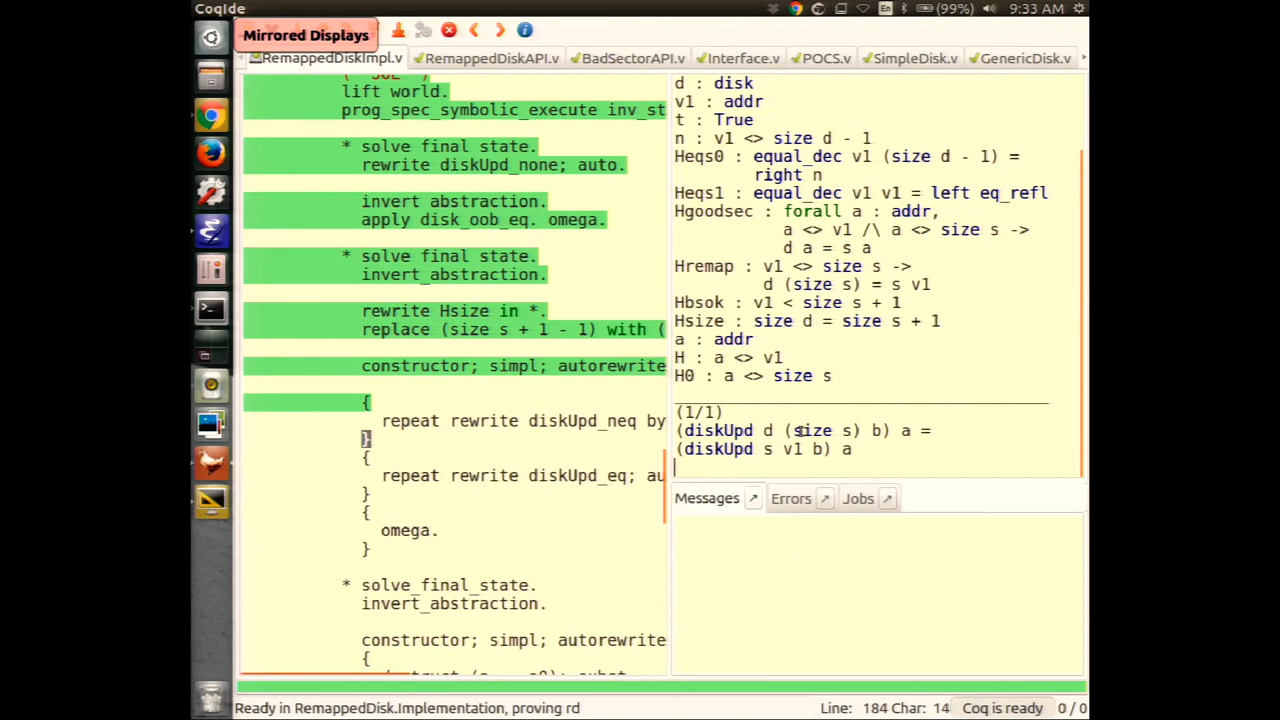 CoqIde
En
(99%)
9:33 AM
Mirrored Displays
RemappedDiskImpl.v
RemappedDiskAPI.v
BadSectorAPI.v
Interface.v
POCS.v
SimpleDisk.v
GenericDisk.v
lift world.
prog_spec_symbolic_execute inv_st
* solve final state.
rewrite diskUpd_none; auto.
invert abstraction.
apply disk_oob_eq. omega.
* solve final state.
invert_abstraction.
rewrite Hsize in *.
replace (size s + 1 - 1) with (
constructor; simpl; autorewrite
{
repeat rewrite diskUpd_neq by
}
{
repeat rewrite diskUpd_eq; au
}
{
omega.
}
* solve_final_state.
invert_abstraction.
constructor; simpl; autorewrite
{
d : disk
v1 : addr
t : True
n : v1 <> size d - 1
Heqs0 : equal_dec v1 (size d - 1) =
right n
Heqs1 : equal_dec v1 v1 = left eq_refl
Hgoodsec : forall a : addr,
a <> v1 /\ a <> size s ->
d a = s a
Hremap : v1 <> size s ->
d (size s) = s v1
Hbsok : v1 < size s + 1
Hsize : size d = size s + 1
a : addr
H : a <> v1
H0 : a <> size s
(1/1)
(diskUpd d (size s) b) a =
(diskUpd s v1 b) a
Messages
Errors
Jobs
Ready in RemappedDisk.Implementation, proving rd
Line: 184 Char: 14
Coq is ready
0 / 0